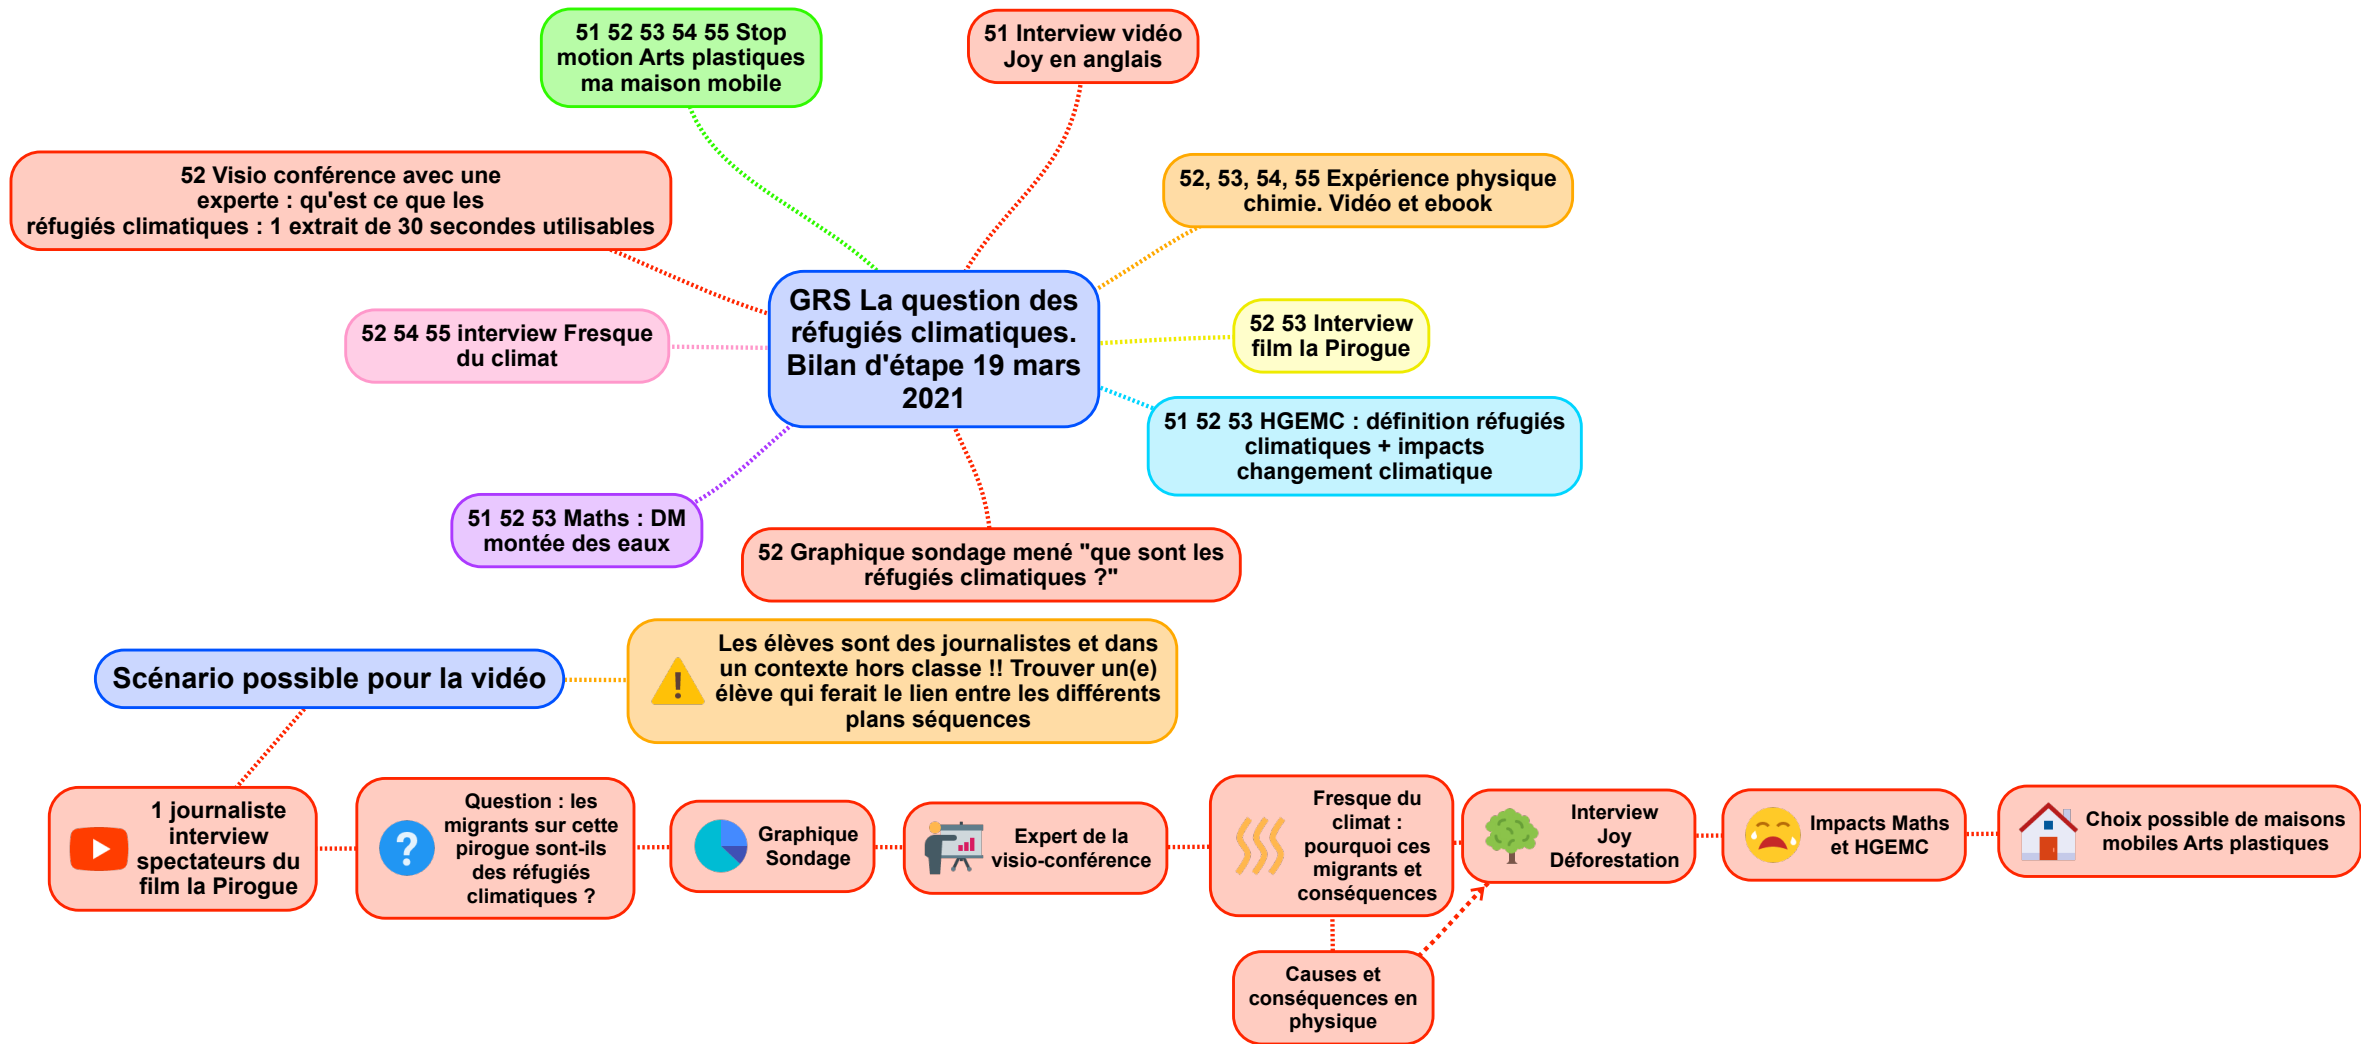 51 52 53 54 55 Stop
motion Arts plastiques
ma maison mobile
51 Interview vidéo
Joy en anglais
52 Visio conférence avec une
experte : qu'est ce que les
réfugiés climatiques : 1 extrait de 30 secondes utilisables
52, 53, 54, 55 Expérience physique
chimie. Vidéo et ebook
GRS La question des
réfugiés climatiques.
Bilan d'étape 19 mars
2021
52 54 55 interview Fresque
du climat
52 53 Interview
film la Pirogue
51 52 53 HGEMC : définition réfugiés
climatiques + impacts
changement climatique
51 52 53 Maths : DM
montée des eaux
52 Graphique sondage mené "que sont les
réfugiés climatiques ?"
Scénario possible pour la vidéo
Les élèves sont des journalistes et dans
un contexte hors classe !! Trouver un(e)
élève qui ferait le lien entre les différents
plans séquences
1 journaliste
interview
spectateurs du
film la Pirogue
Question : les
migrants sur cette
pirogue sont-ils
des réfugiés
climatiques ?
Graphique
Sondage
Expert de la
visio-conférence
Fresque du
climat :
pourquoi ces
migrants et
conséquences
Interview
Joy
Déforestation
Impacts Maths
et HGEMC
Choix possible de maisons
mobiles Arts plastiques
Causes et
conséquences en
physique